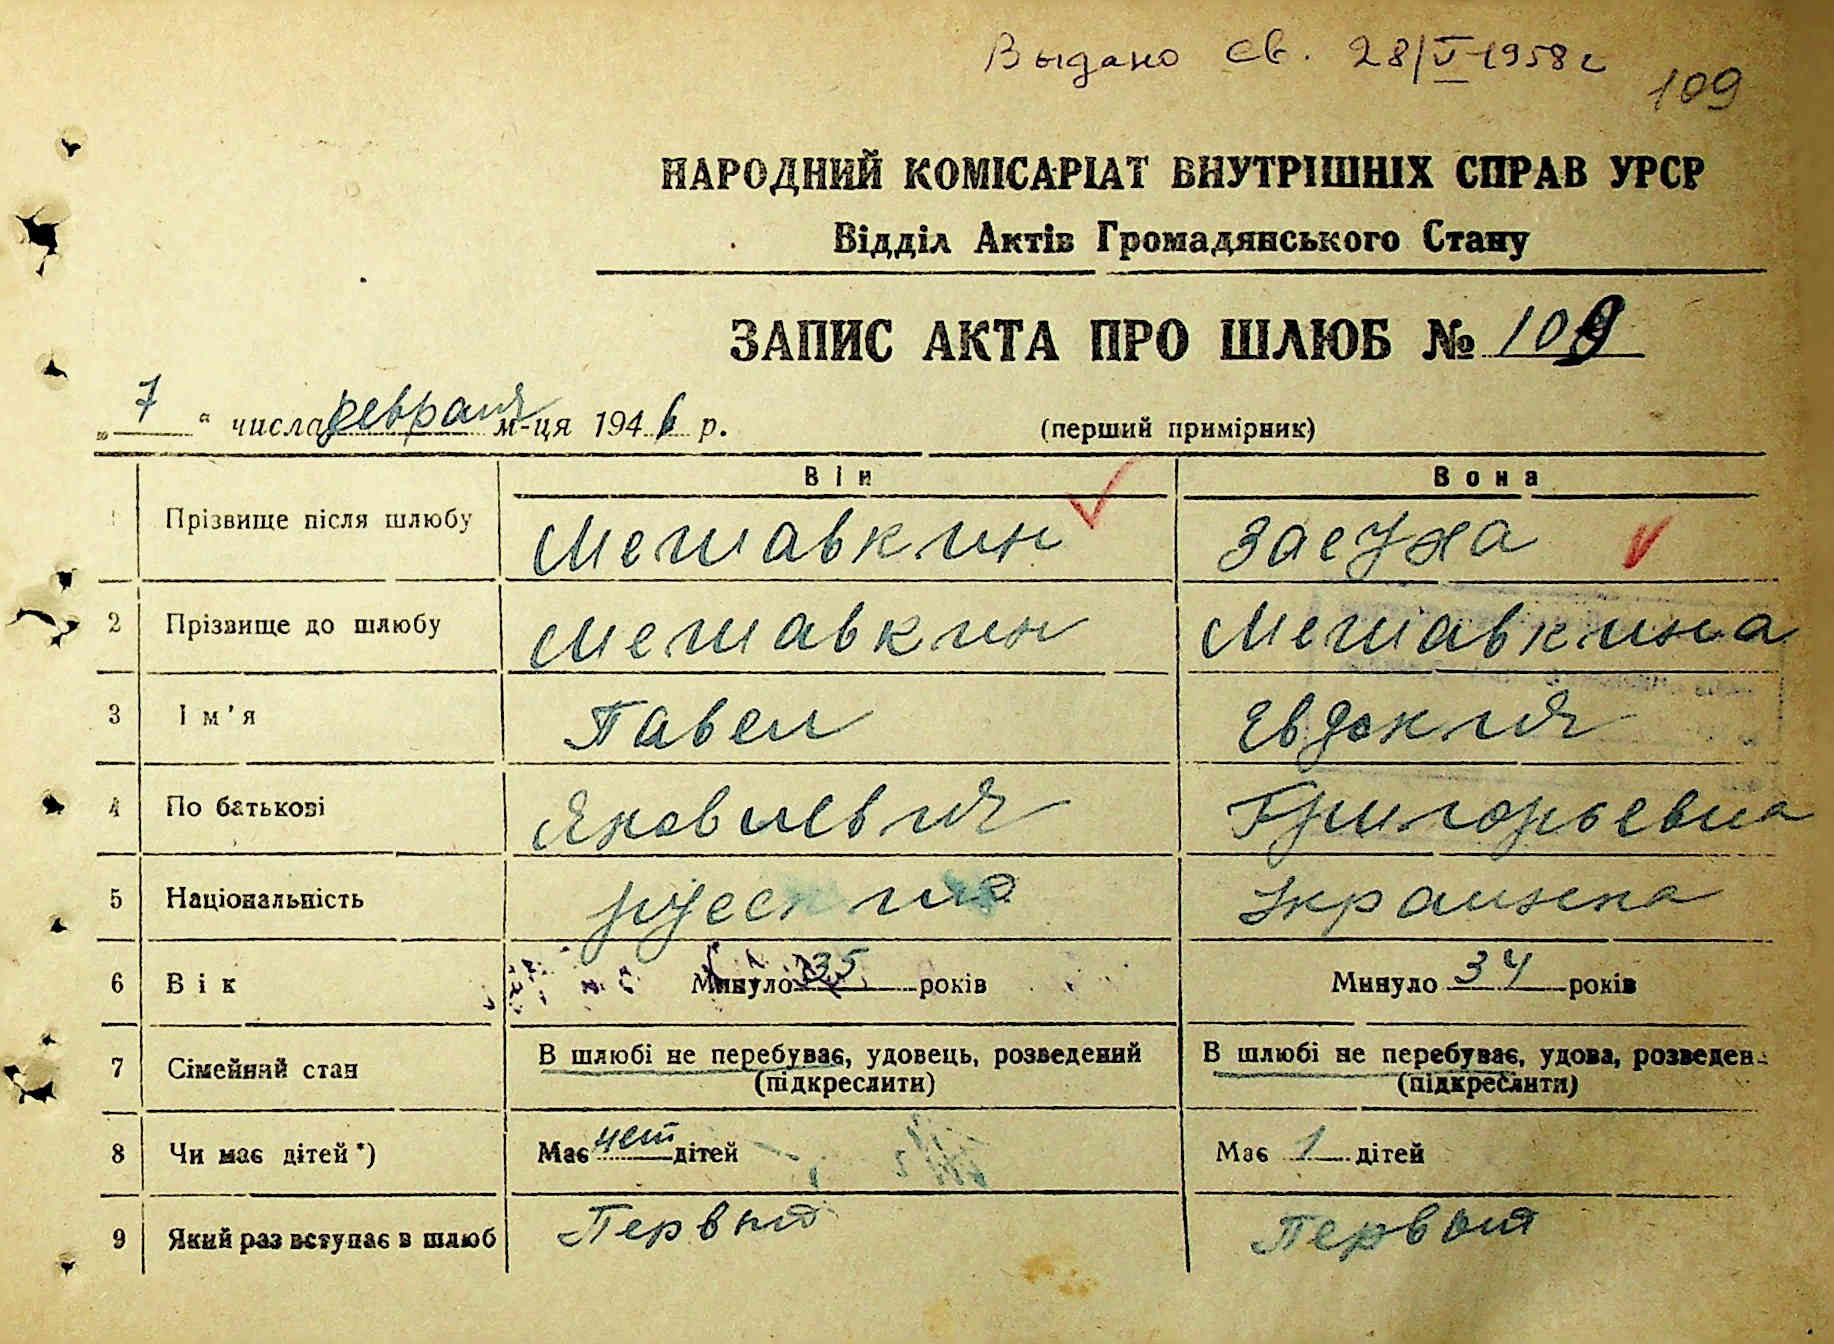 Выдано св. 28/V-1958 г
109
НАРОДНИЙ КОМІСАРІАТ ВНУТРІШНІХ СПРАВ УРСР
Відділ Актів Громадянського Стану
ЗАПИС АКТА ПРО ШЛЮБ № 109
„ 7 “ числа февраля м-ця 1946 р. (перший примірник)
Він Вона
1 Прізвище після шлюбу Мешавкин Засуха
2 Прізвище до шлюбу Мешавкин Мешавкина
3 Ім'я Павел Евдокия
4 По батькові Яковлевич Григорьевна
5 Національність русский украинка
6 Вік Минуло 35 років Минуло 34 років
7 Сімейний стан В шлюбі не перебуває, удовець, розведений В шлюбі не перебуває, удова, розведен
(підкреслити) (підкреслити)
8 Чи має дітей *) Має нет дітей Має 1 дітей
9 Який раз вступає в шлюб Первый Первый